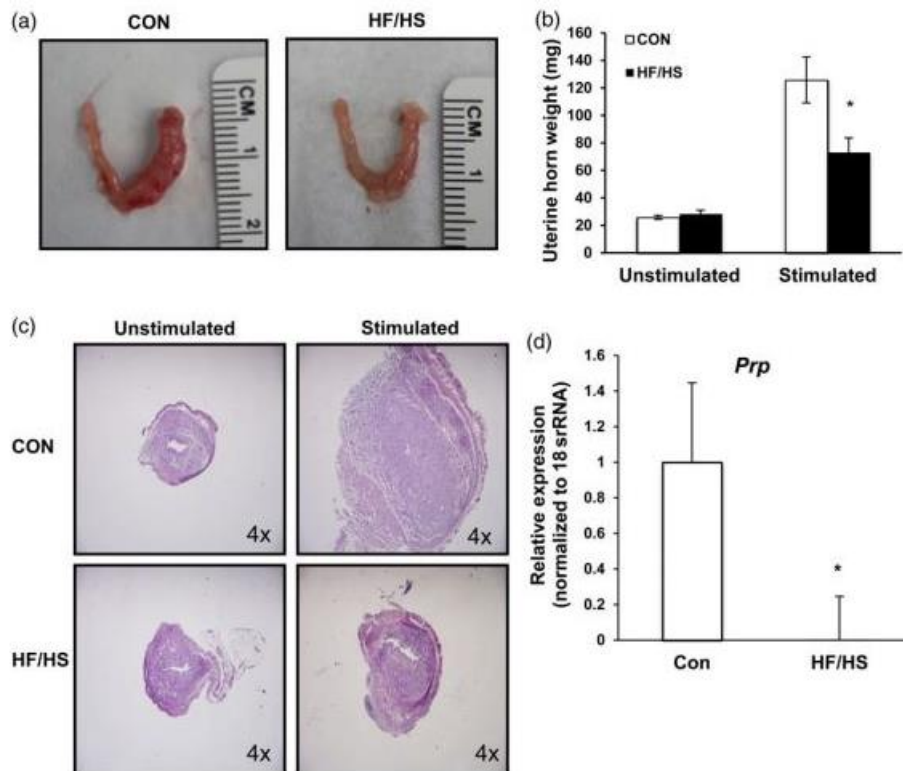 (a)
CON
HF/HS
CM
1
2
CM
1
(b)
CON
HF/HS
Uterine horn weight (mg)
160
140
120
100
80
60
40
20
0
*
Unstimulated
Stimulated
(c)
Unstimulated
Stimulated
CON
4x
4x
HF/HS
4x
4x
(d)
Prp
Relative expression
(normalized to 18 srRNA)
1.6
1.4
1.2
1
0.8
0.6
0.4
0.2
0
*
Con
HF/HS